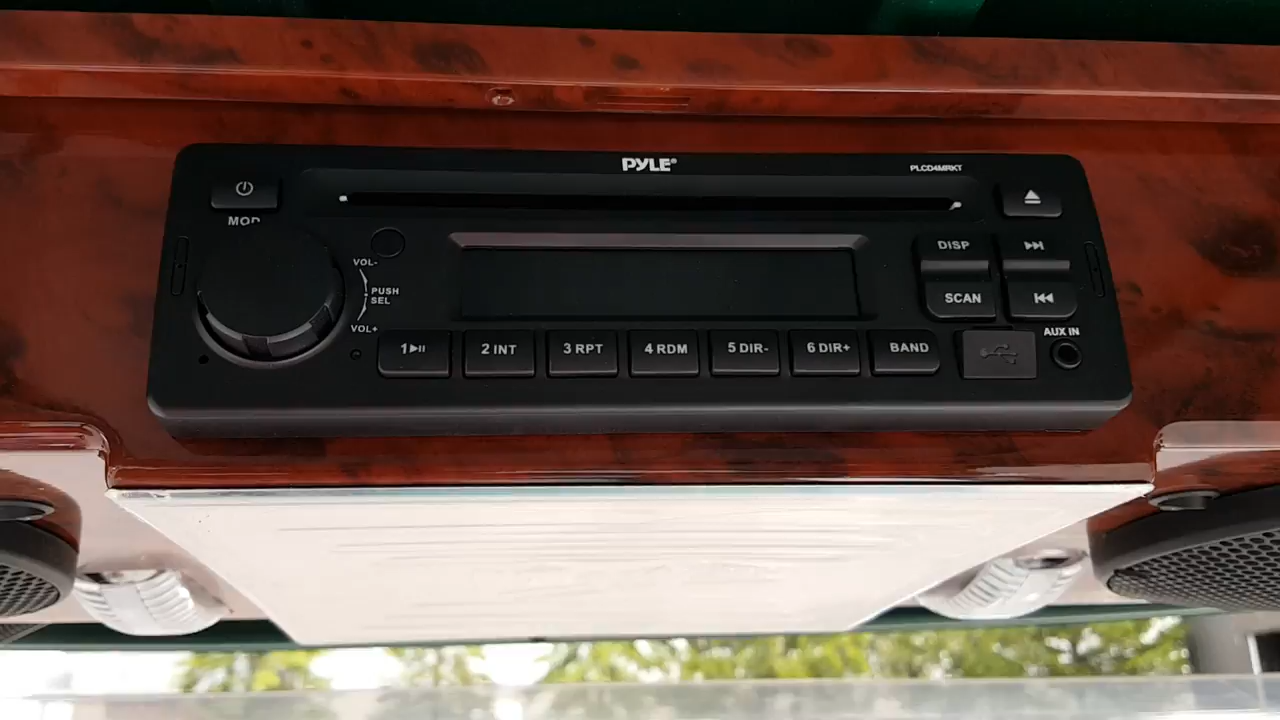 PYLE®
PLCD4MRKT
MOD
VOL-
PUSH
SEL
VOL+
DISP
SCAN
AUX IN
1
2 INT
3 RPT
4 RDM
5 DIR-
6 DIR+
BAND